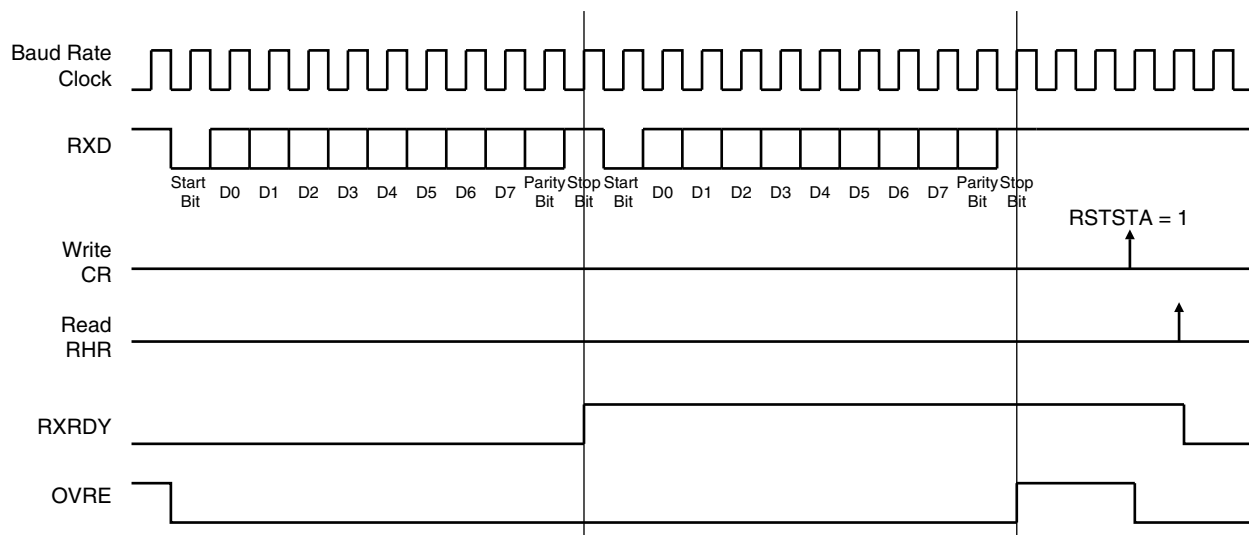 Baud Rate
Clock
RXD
Start
Bit
D0
D1
D2
D3
D4
D5
D6
D7
Parity
Bit
Stop
Bit
Start
Bit
D0
D1
D2
D3
D4
D5
D6
D7
Parity
Bit
Stop
Bit
RSTSTA = 1
Write
CR
Read
RHR
RXRDY
OVRE